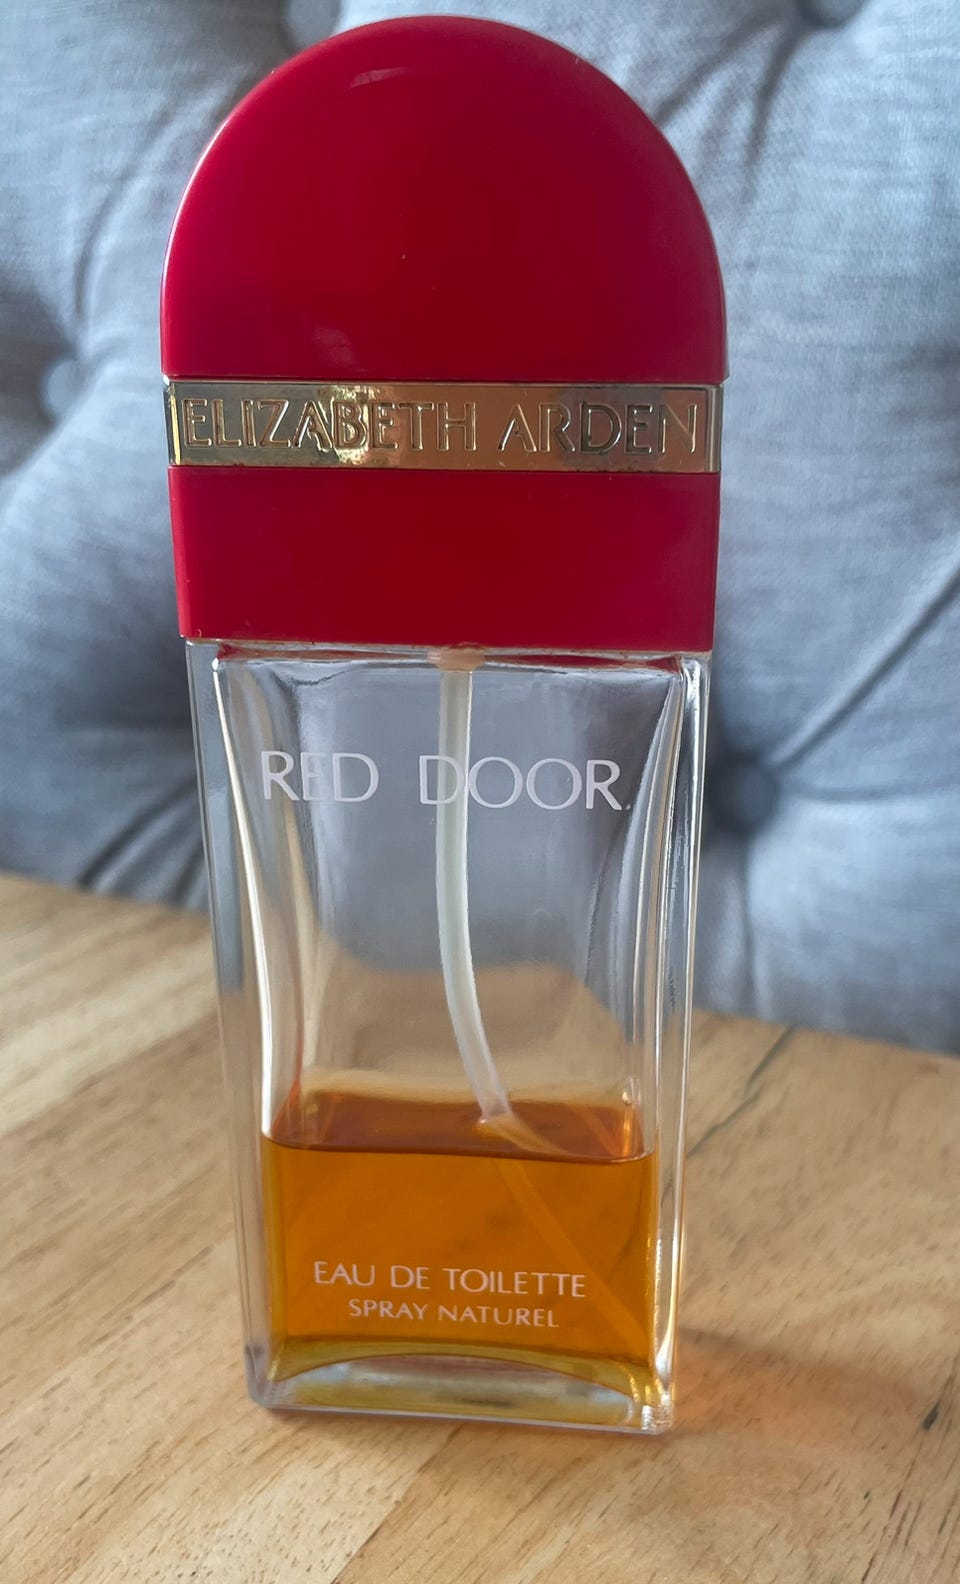 ELIZABETH ARDEN
RED DOOR
EAU DE TOILETTE
SPRAY NATUREL